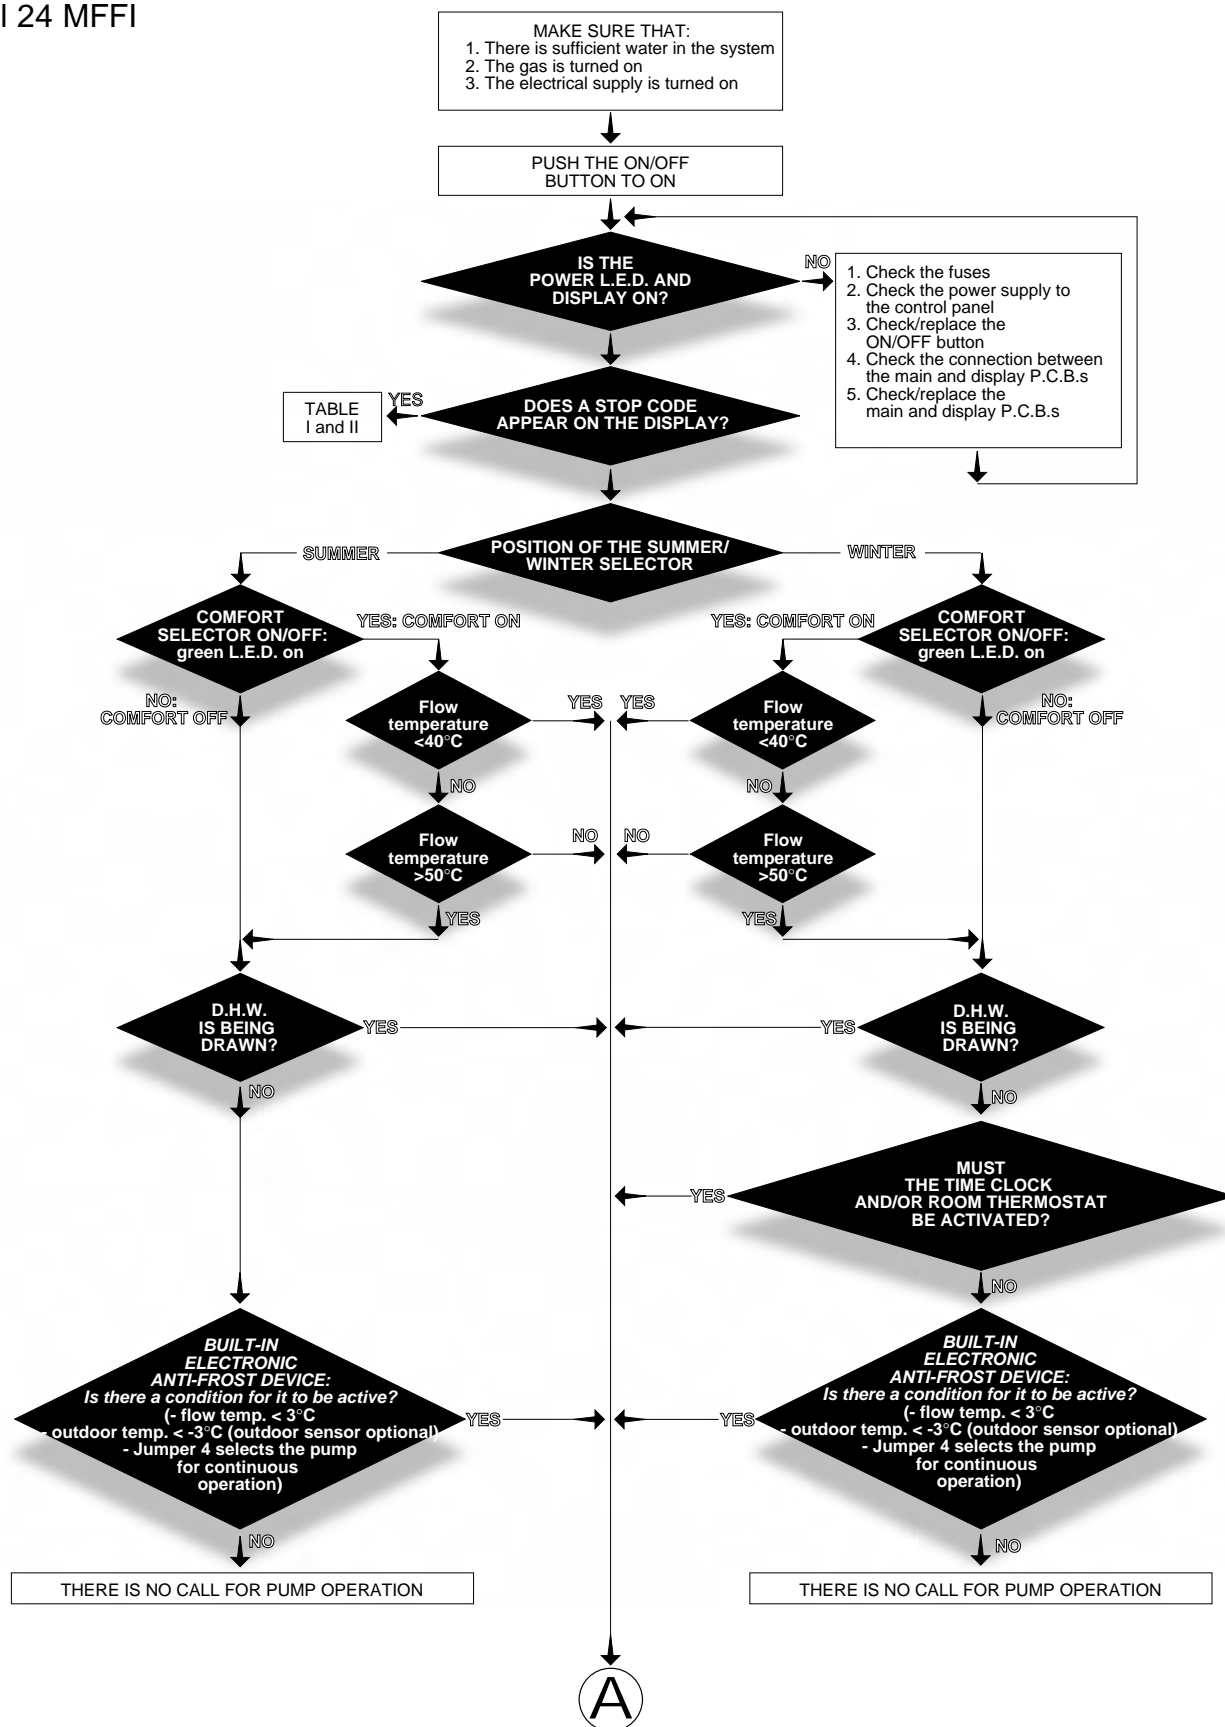 I 24 MFFI
MAKE SURE THAT:
1. There is sufficient water in the system
2. The gas is turned on
3. The electrical supply is turned on
PUSH THE ON/OFF
BUTTON TO ON
IS THE
POWER L.E.D. AND
DISPLAY ON?
NO
1. Check the fuses
2. Check the power supply to
the control panel
3. Check/replace the
ON/OFF button
4. Check the connection between
the main and display P.C.B.s
5. Check/replace the
main and display P.C.B.s
DOES A STOP CODE
APPEAR ON THE DISPLAY?
YES
TABLE
I and II
POSITION OF THE SUMMER/
WINTER SELECTOR
SUMMER
WINTER
COMFORT
SELECTOR ON/OFF:
green L.E.D. on
YES: COMFORT ON
NO:
COMFORT OFF
YES: COMFORT ON
COMFORT
SELECTOR ON/OFF:
green L.E.D. on
NO:
COMFORT OFF
Flow
temperature
<40°C
YES
YES
Flow
temperature
<40°C
NO
NO
Flow
temperature
>50°C
NO
NO
Flow
temperature
>50°C
YES
YES
D.H.W.
IS BEING
DRAWN?
YES
YES
D.H.W.
IS BEING
DRAWN?
NO
NO
MUST
THE TIME CLOCK
AND/OR ROOM THERMOSTAT
BE ACTIVATED?
YES
NO
BUILT-IN
ELECTRONIC
ANTI-FROST DEVICE:
Is there a condition for it to be active?
(- flow temp. < 3°C
- outdoor temp. < -3°C (outdoor sensor optional)
- Jumper 4 selects the pump
for continuous
operation)
YES
YES
BUILT-IN
ELECTRONIC
ANTI-FROST DEVICE:
Is there a condition for it to be active?
(- flow temp. < 3°C
- outdoor temp. < -3°C (outdoor sensor optional)
- Jumper 4 selects the pump
for continuous
operation)
NO
NO
THERE IS NO CALL FOR PUMP OPERATION
THERE IS NO CALL FOR PUMP OPERATION
A